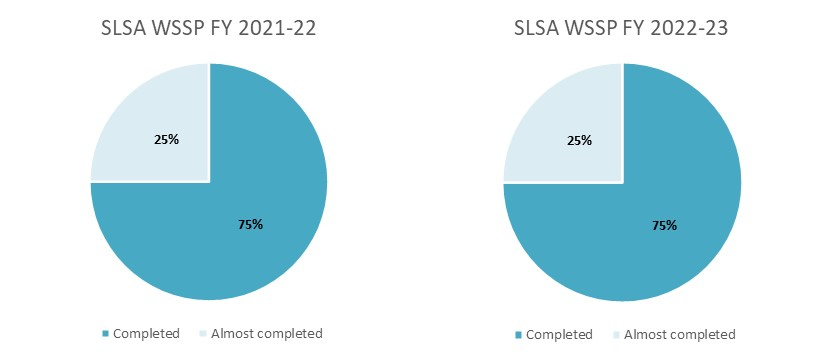 SLSA WSSP FY 2021-22
25%
75%
Completed Almost completed
SLSA WSSP FY 2022-23
25%
75%
Completed Almost completed